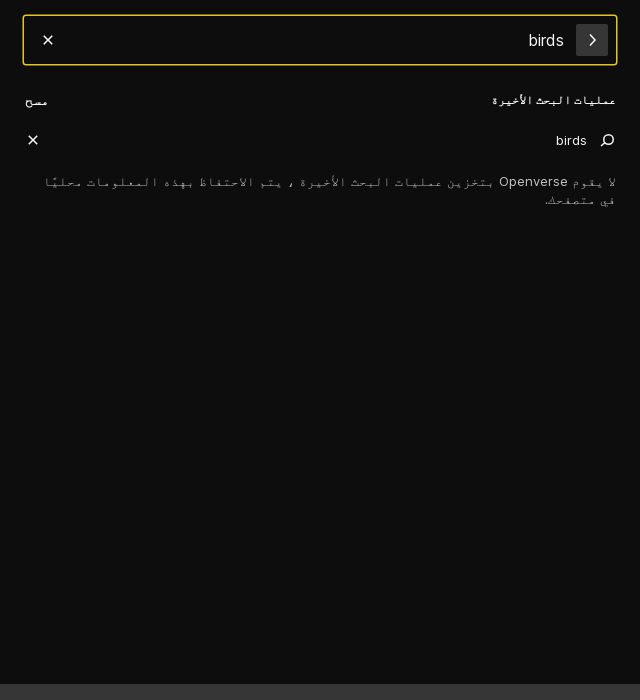 birds
عمليات البحث الأخيرة
مسح
birds
لا يقوم Openverse بتخزين عمليات البحث الأخيرة ، يتم الاحتفاظ بهذه المعلومات محليًا
في متصفحك.